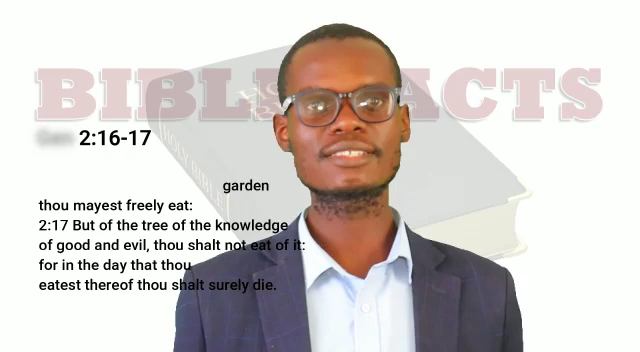 BIBLE FACTS
HOLY BIBLE
2:16-17
garden
thou mayest freely eat:
2:17 But of the tree of the knowledge
of good and evil, thou shalt not eat of it:
for in the day that thou
eatest thereof thou shalt surely die.